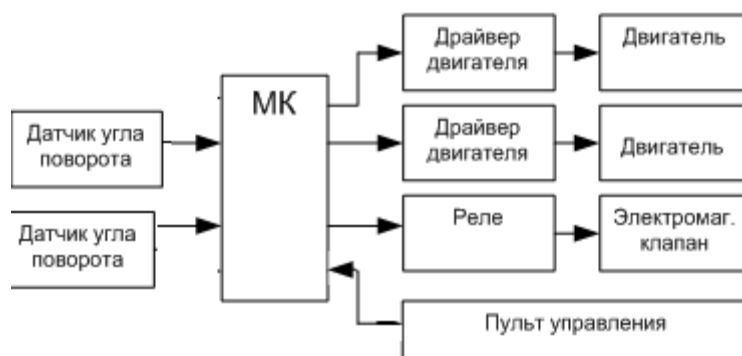 Датчик угла
поворота
Датчик угла
поворота
МК
Драйвер
двигателя
Двигатель
Драйвер
двигателя
Двигатель
Реле
Электромаг.
клапан
Пульт управления